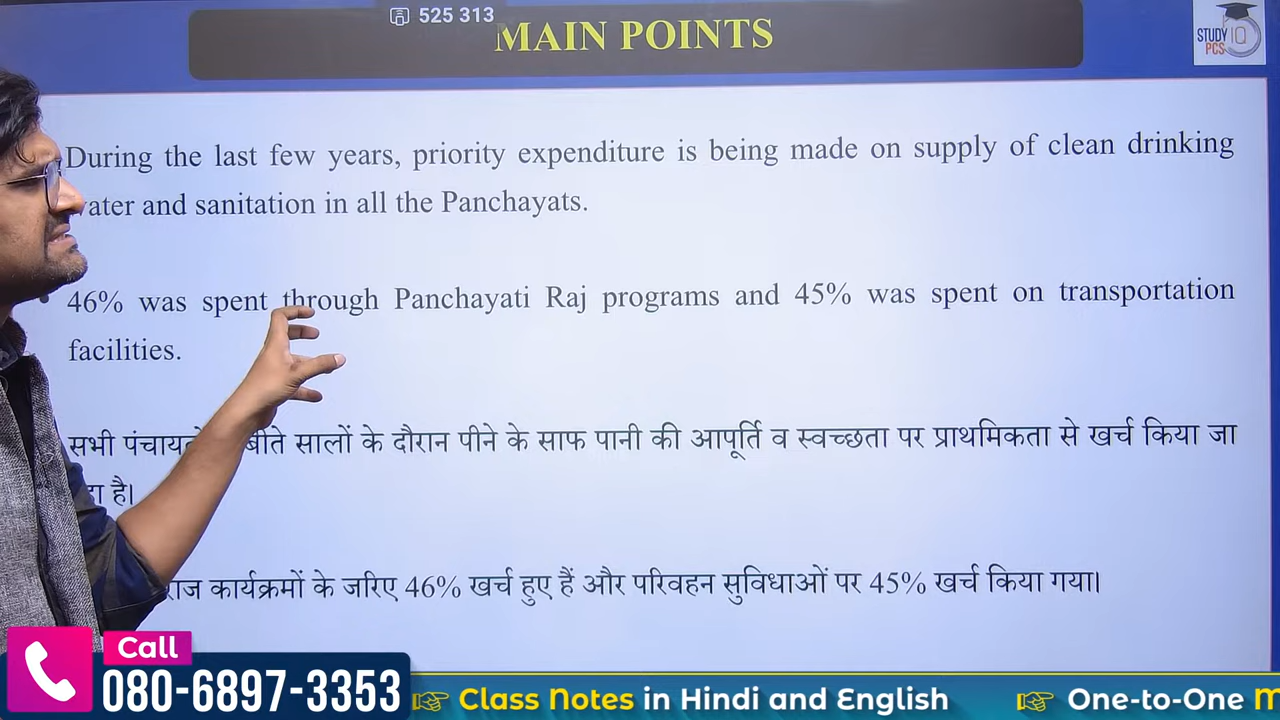 525 313
MAIN POINTS
STUDY IQ
PCS
During the last few years, priority expenditure is being made on supply of clean drinking
water and sanitation in all the Panchayats.
46% was spent through Panchayati Raj programs and 45% was spent on transportation
facilities.
सभी बीते सालों के दौरान पीने के साफ पानी की आपूर्ति व स्वच्छता पर प्राथमिकता से खर्च किया जा
है।
राज कार्यक्रमों के जरिए 46% खर्च हुए हैं और परिवहन सुविधाओं पर 45% खर्च किया गया।
Call
080-6897-3353
Class Notes in Hindi and English
One-to-One